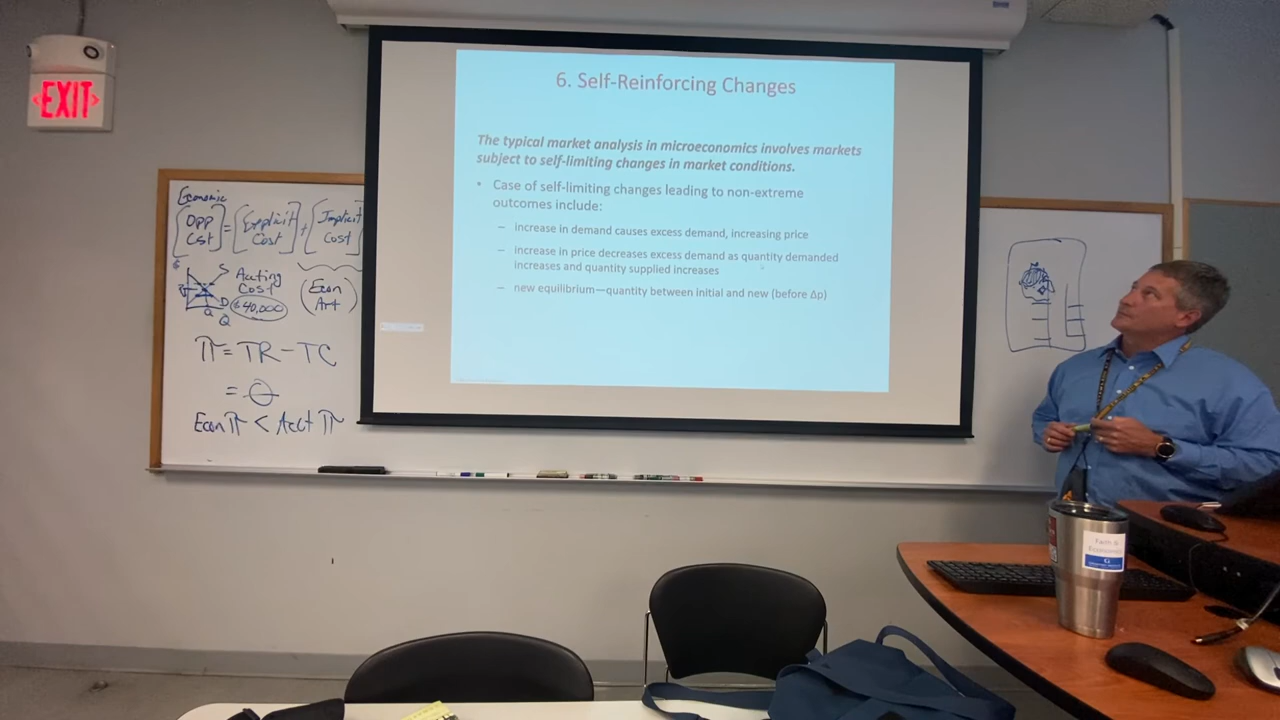 EXIT
6. Self-Reinforcing Changes
The typical market analysis in microeconomics involves markets
subject to self-limiting changes in market conditions.
• Case of self-limiting changes leading to non-extreme
outcomes include:
– increase in demand causes excess demand, increasing price
– increase in price decreases excess demand as quantity demanded
increases and quantity supplied increases
– new equilibrium—quantity between initial and new (before Δp)
Economic
[Opp Cst] = [Explicit Cost] + [Implicit Cost]
$
S
D
Q
Q
Accting
Cost
$40,000
(Econ
Art)
π = TR - TC
= 0
Econ π < Acct π
Faith &
Economics